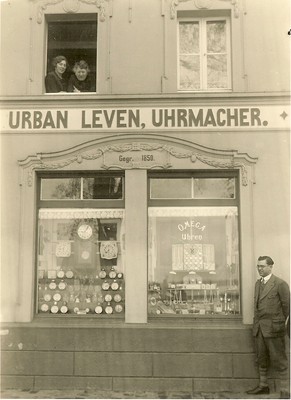 URBAN LEVEN, UHRMACHER.
Gegr. 1850.
OMEGA
Uhren